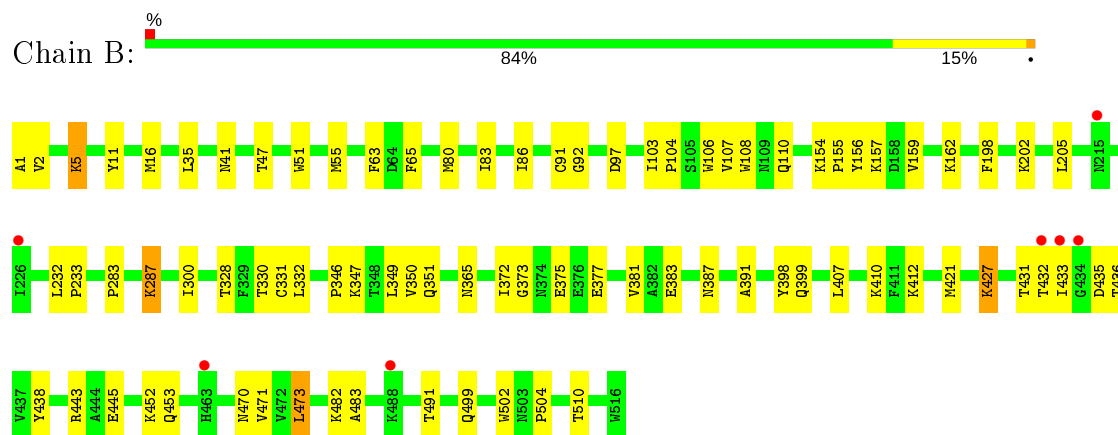 %
Chain B:
84% 15% •
A1 V2 K5 Y11 M16 L35 N41 T47 W51 M55 F63 D64 F65 M80 I83 I86 C91 G92 D97 I103 P104 S105 W106 V107 W108 N109 Q110 K154 P155 Y156 K157 D158 V159 K162 F198 K202 L205 N215
I226 L232 P233 P283 K287 I300 T328 F329 T330 C331 L332 P346 K347 T348 L349 V350 Q351 N365 I372 G373 N374 E375 E376 E377 V381 A382 E383 N387 A391 Y398 Q399 L407 K410 F411 K412 M421 K427 T431 T432 I433 G434 D435 T436
V437 Y438 R443 A444 E445 K452 Q453 H463 N470 V471 V472 L473 K482 A483 K488 T491 Q499 W502 N503 P504 T510 W516